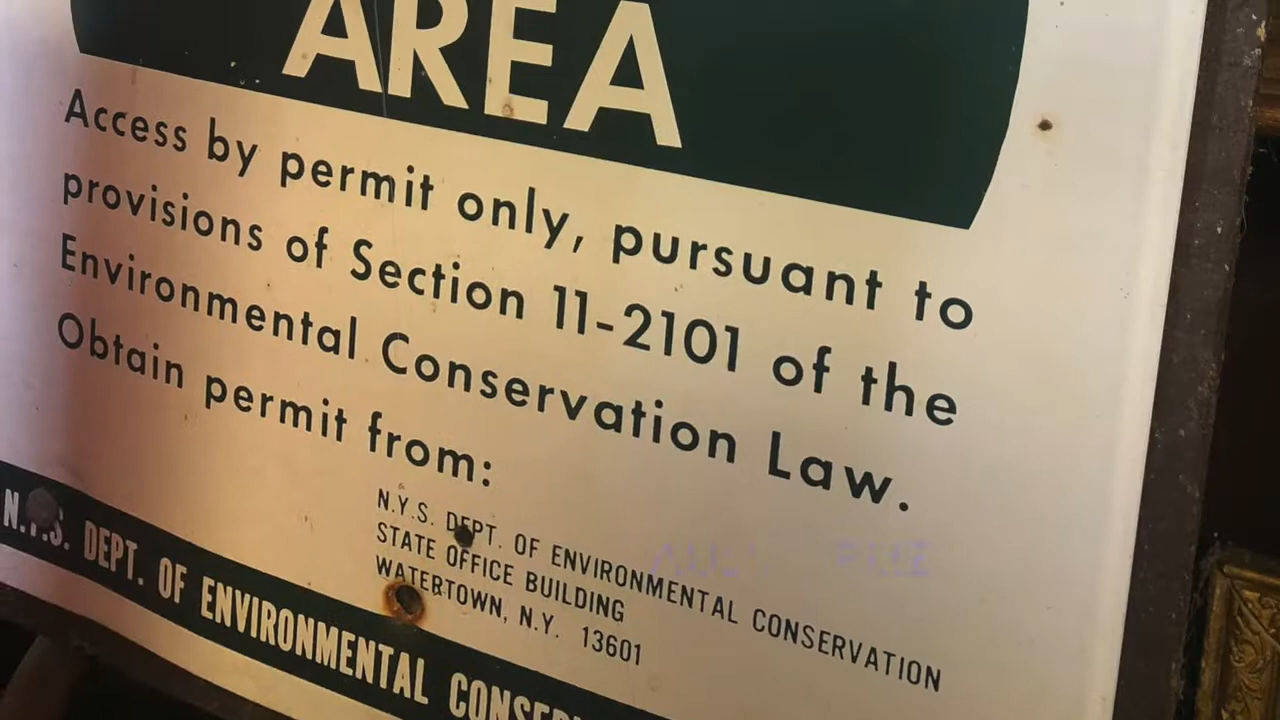 AREA
Access by permit only, pursuant to
provisions of Section 11-2101 of the
Environmental Conservation Law.
Obtain permit from:
N.Y.S. DEPT. OF ENVIRONMENTAL CONSERVATION
STATE OFFICE BUILDING
WATERTOWN, N.Y. 13601
N.Y.S. DEPT. OF ENVIRONMENTAL